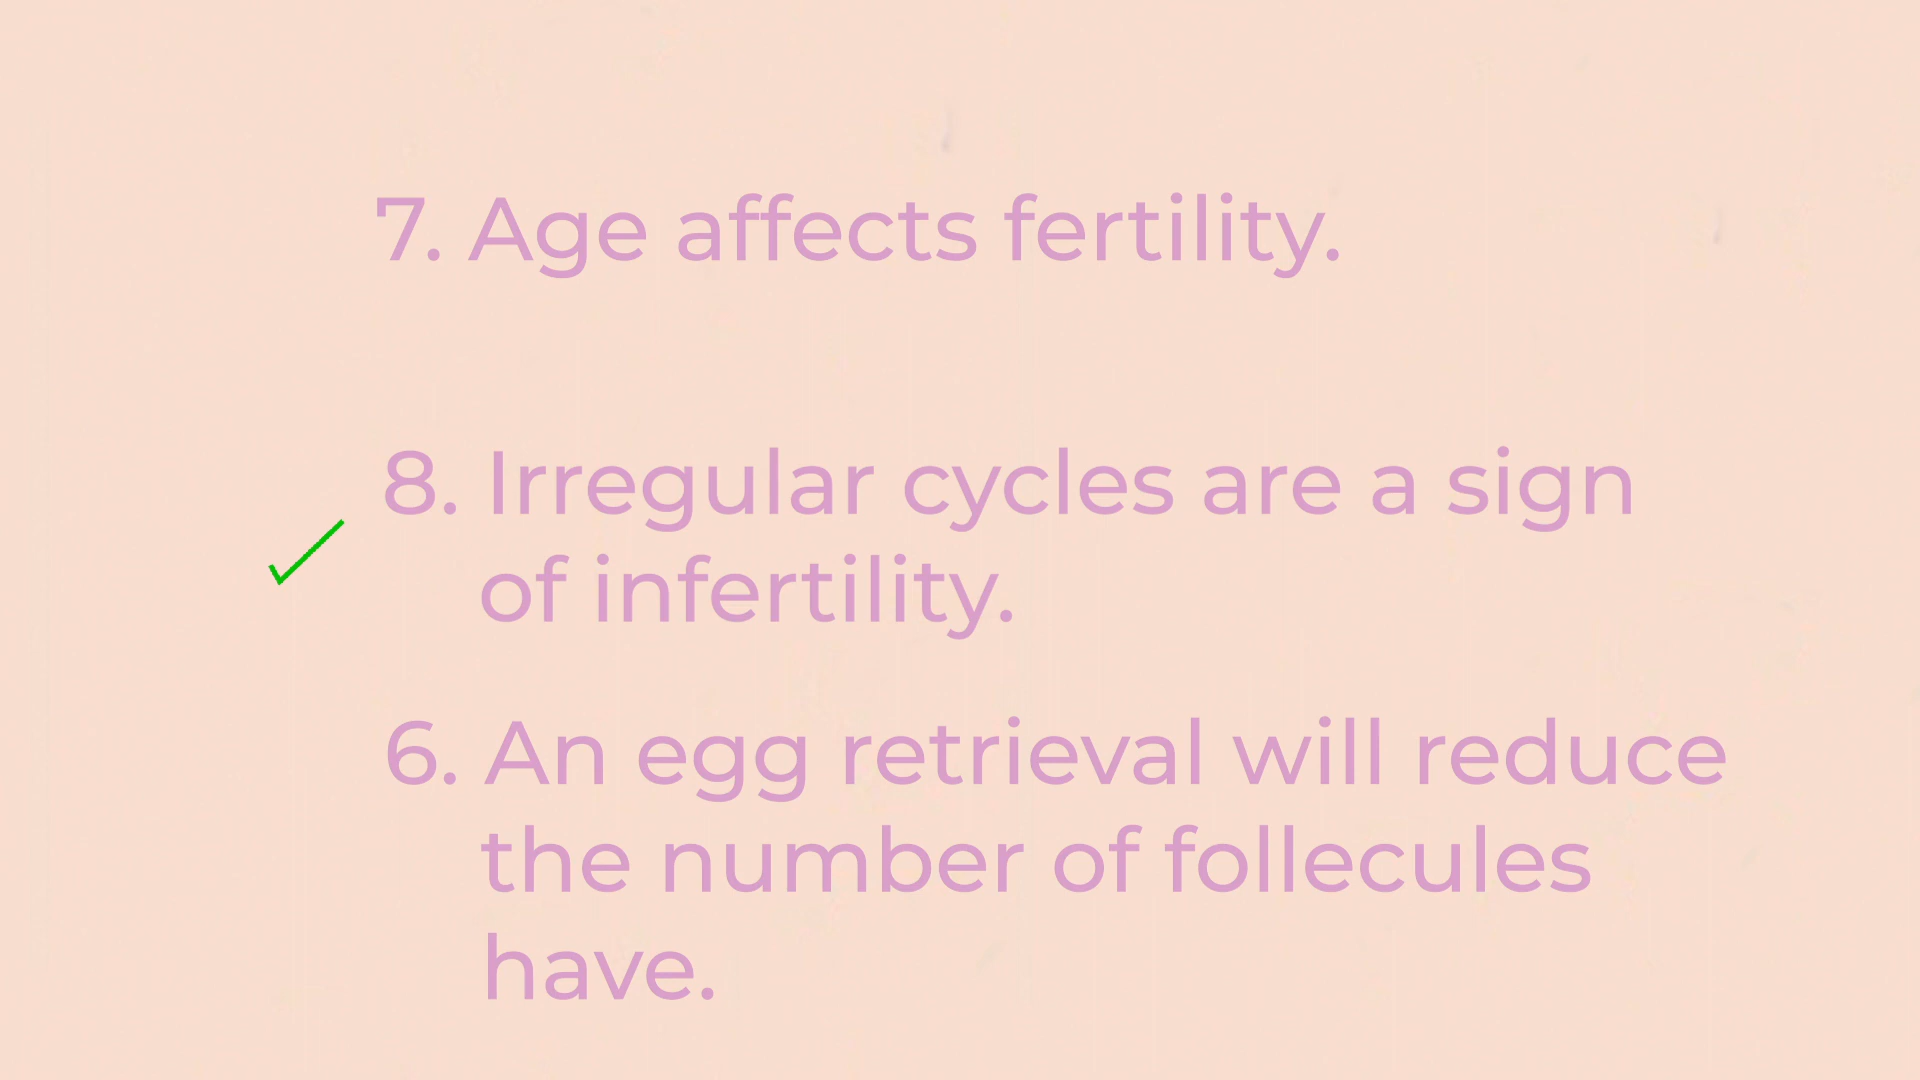 7. Age affects fertility.
8. Irregular cycles are a sign
of infertility.
6. An egg retrieval will reduce
the number of follecules
have.